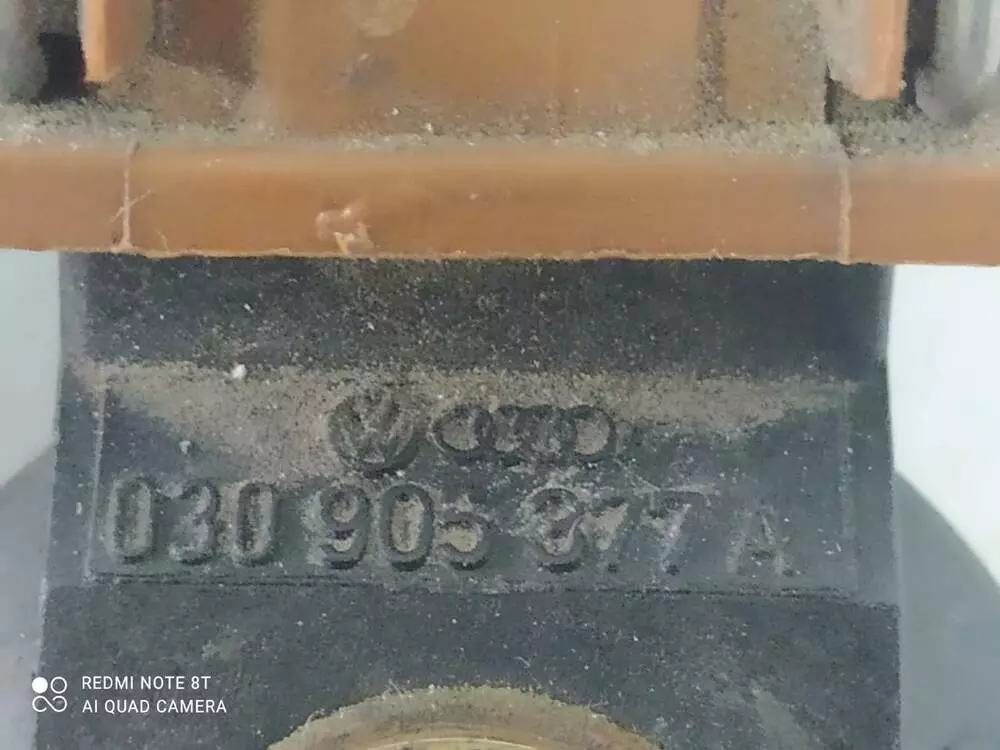 030 905 377 A
REDMI NOTE 8T
AI QUAD CAMERA